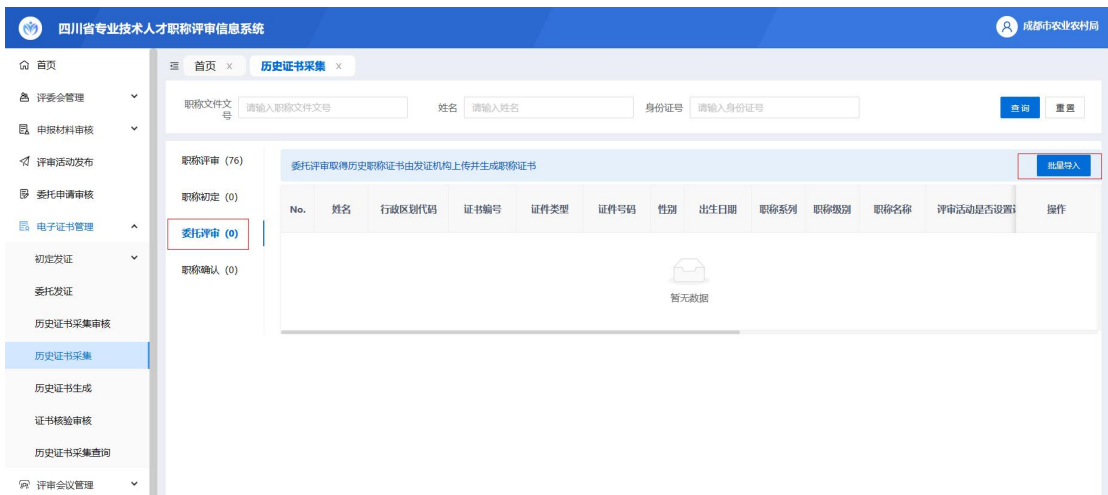 四川省专业技术人才职称评审信息系统
成都市农业农村局
首页
评委会管理
申报材料审核
评审活动发布
委托申请审核
电子证书管理
初定发证
委托发证
历史证书采集审核
历史证书采集
历史证书生成
证书核验审核
历史证书采集查询
评审会议管理
首页 x 历史证书采集 x
职称文件文号 请输入职称文件文号 姓名 请输入姓名 身份证号 请输入身份证号 查询 重置
职称评审 (76)
职称初定 (0)
委托评审 (0)
职称确认 (0)
委托评审取得历史职称证书由发证机构上传并生成职称证书 批量导入
No. 姓名 行政区划代码 证书编号 证件类型 证件号码 性别 出生日期 职称系列 职称级别 职称名称 评审活动是否设置 操作
暂无数据